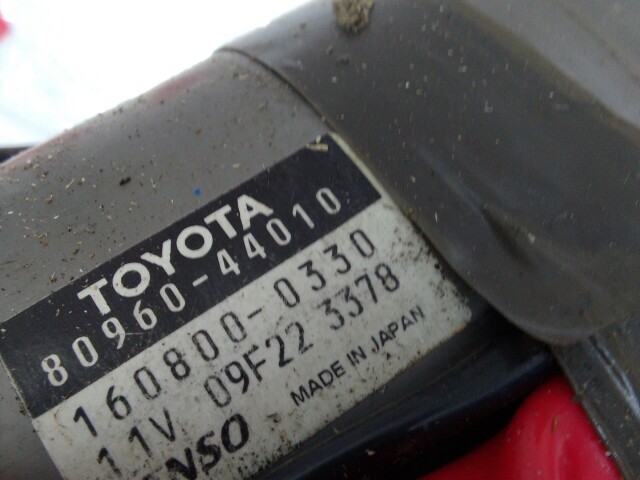 TOYOTA
80960-44010
160800-0330
11V 09F22 3378
MADE IN JAPAN